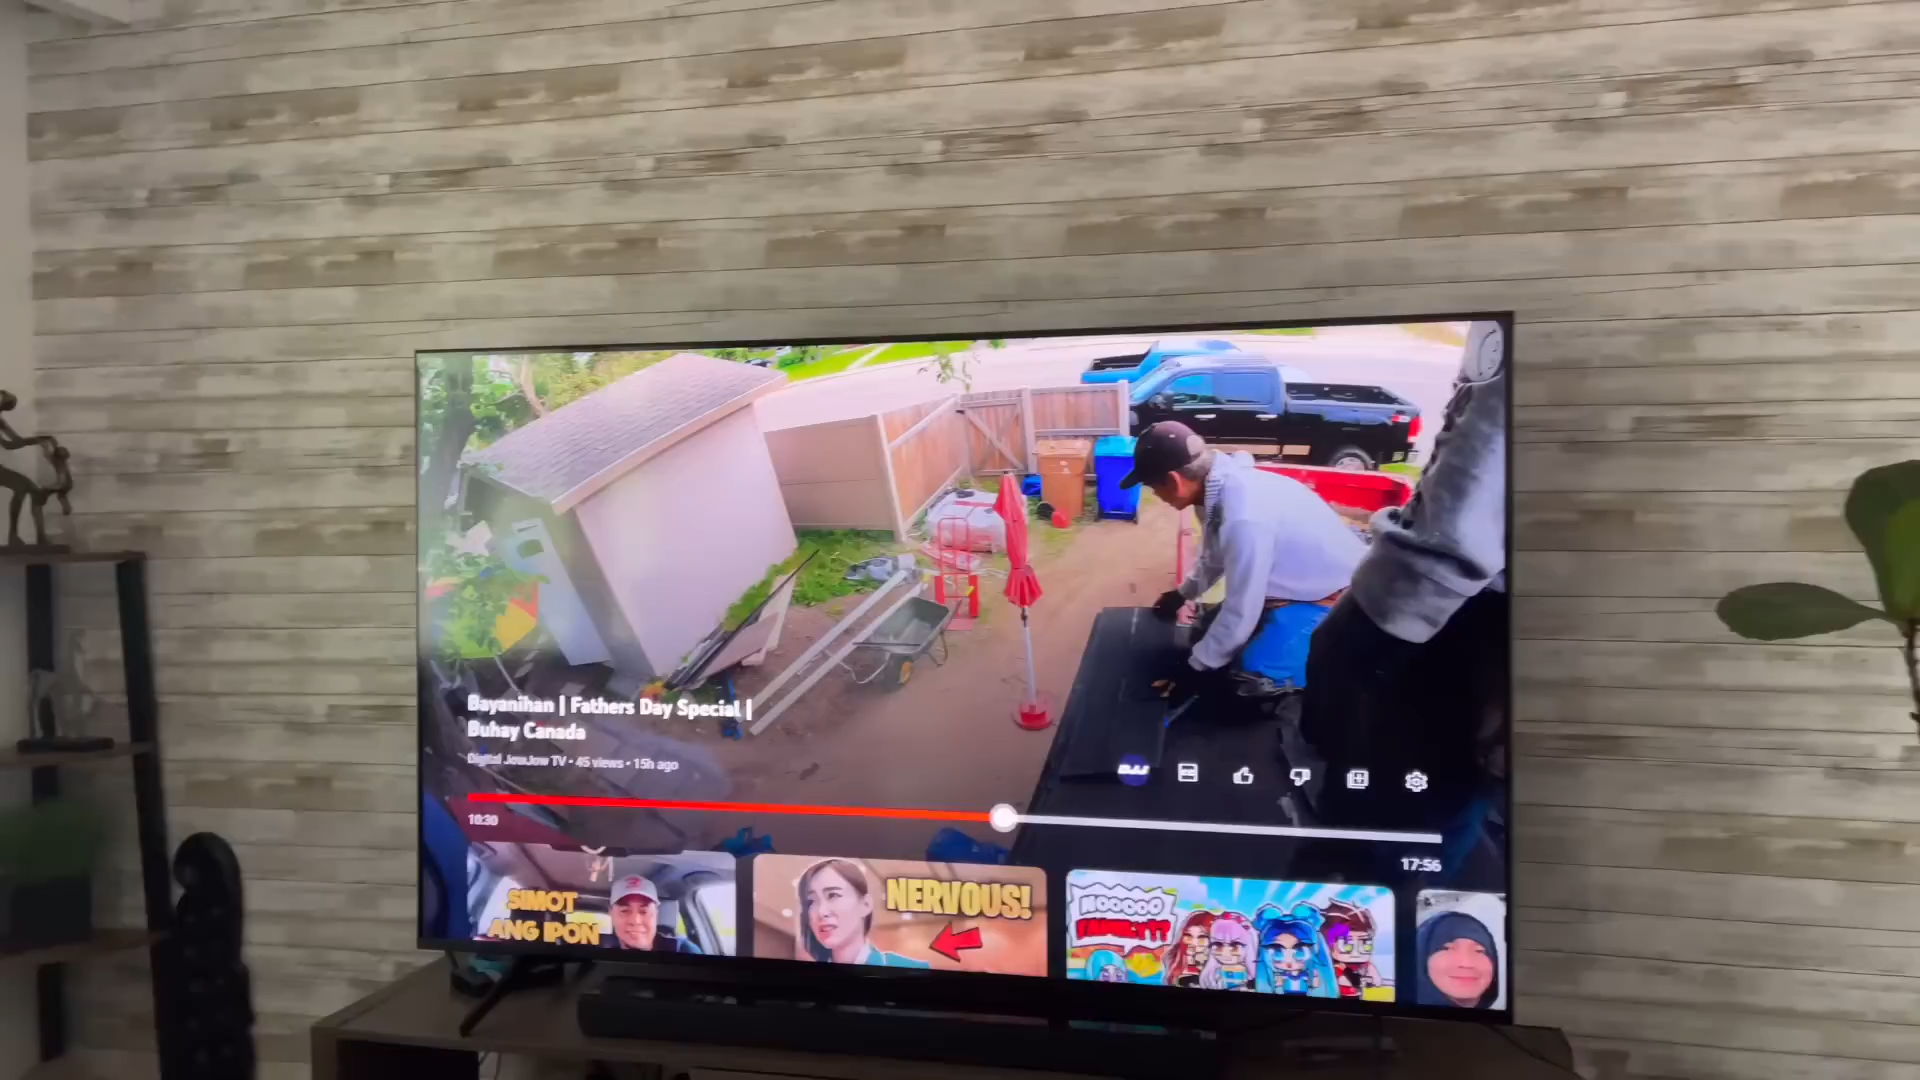 Bayanihan | Fathers Day Special |
Buhay Canada
Digital JowJow TV • 45 views • 15h ago
10:30
17:56
SIMOT
ANG IPON
NERVOUS!
NOOOOO
FAMILY??